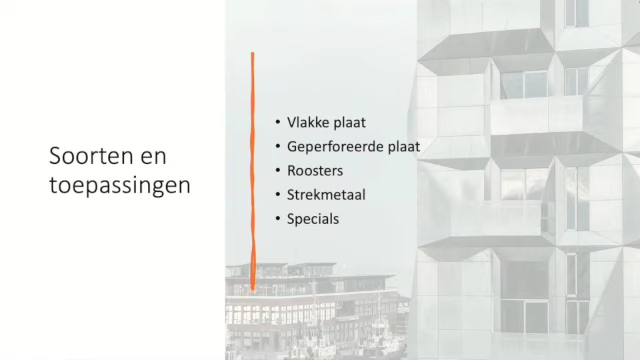 Soorten en
toepassingen
• Vlakke plaat
• Geperforeerde plaat
• Roosters
• Strekmetaal
• Specials